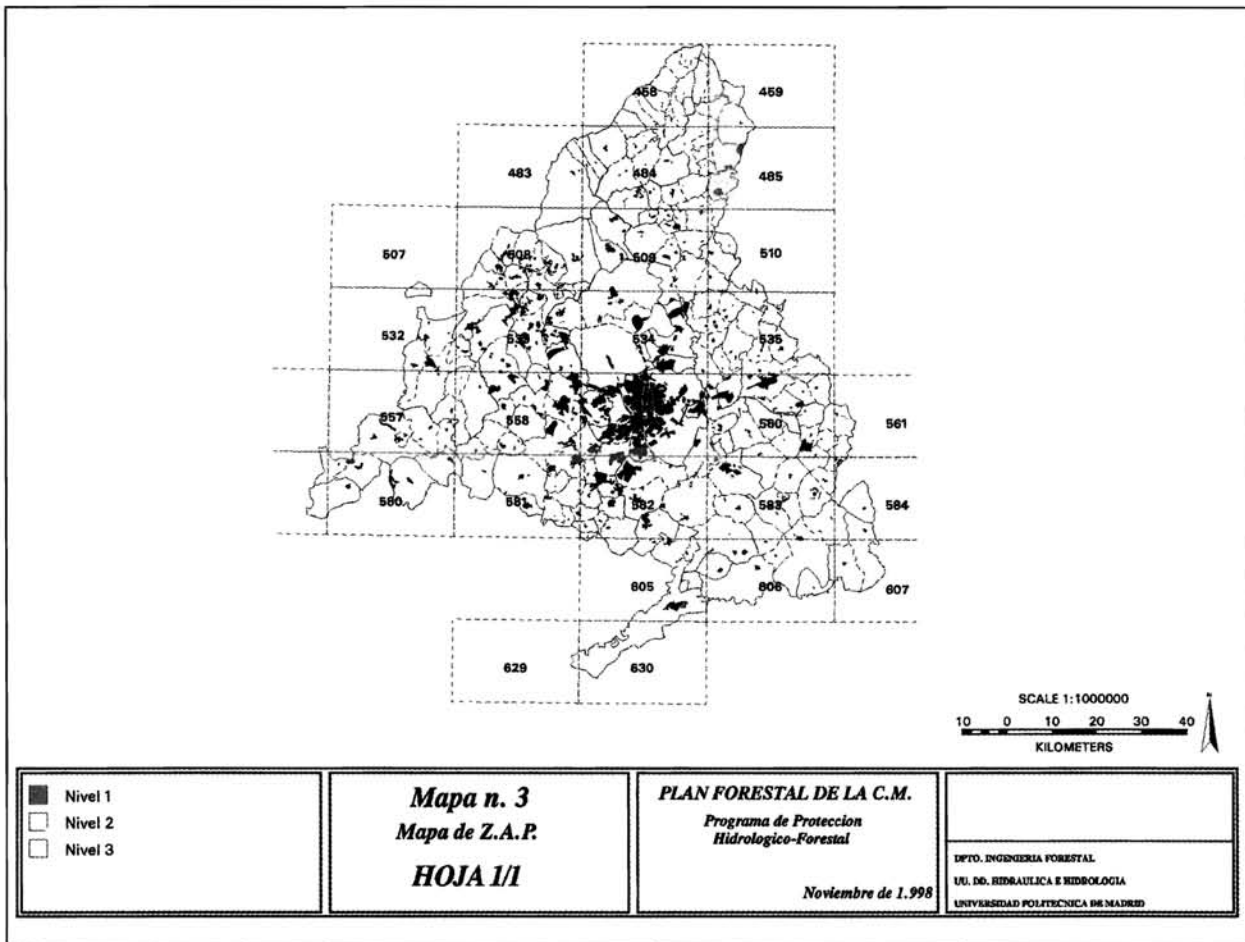 458 459
483 484 485
507 508 509 510
532 533 534 535
557 558 560 561
580 581 582 583 584
605 606 607
629 630
SCALE 1:1000000
10 0 10 20 30 40
KILOMETERS
N
Nivel 1
Nivel 2
Nivel 3
Mapa n. 3
Mapa de Z.A.P.
HOJA 1/1
PLAN FORESTAL DE LA C.M.
Programa de Proteccion
Hidrologico-Forestal
Noviembre de 1.998
DPTO. INGENIERIA FORESTAL
UU. DD. HIDRAULICA E HIDROLOGIA
UNIVERSIDAD POLITECNICA DE MADRID